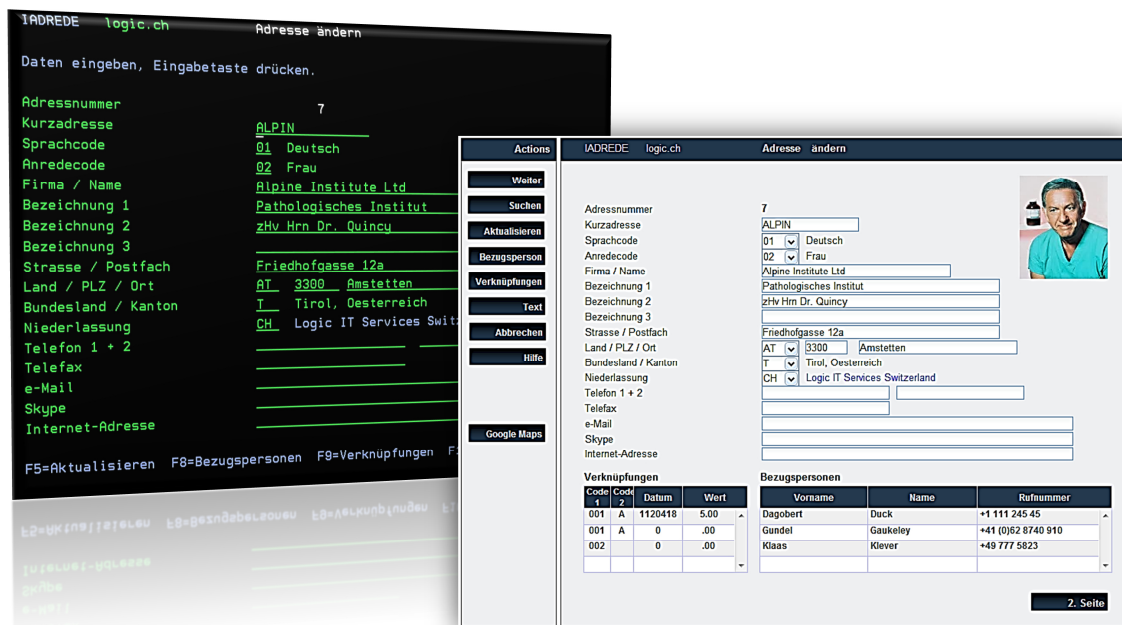 IADREDE logic.ch Adresse ändern
Daten eingeben, Eingabetaste drücken.
Adressnummer 7
Kurzadresse ALPIN
Sprachcode 01 Deutsch
Anredecode 02 Frau
Firma / Name Alpine Institute Ltd
Bezeichnung 1 Pathologisches Institut
Bezeichnung 2 zHv Hrn Dr. Quincy
Bezeichnung 3
Strasse / Postfach Friedhofgasse 12a
Land / PLZ / Ort AT 3300 Amstetten
Bundesland / Kanton T Tirol, Oesterreich
Niederlassung CH Logic IT Services
Telefon 1 + 2
Telefax
e-Mail
Skype
Internet-Adresse
F5=Aktualisieren F8=Bezugspersonen F9=Verknüpfungen
Actions
Weiter
Suchen
Aktualisieren
Bezugsperson
Verknüpfungen
Text
Abbrechen
Hilfe
Google Maps
IADREDE logic.ch Adresse ändern
Adressnummer 7
Kurzadresse ALPIN
Sprachcode 01 Deutsch
Anredecode 02 Frau
Firma / Name Alpine Institute Ltd
Bezeichnung 1 Pathologisches Institut
Bezeichnung 2 zHv Hrn Dr. Quincy
Bezeichnung 3
Strasse / Postfach Friedhofgasse 12a
Land / PLZ / Ort AT 3300 Amstetten
Bundesland / Kanton T Tirol, Oesterreich
Niederlassung CH Logic IT Services Switzerland
Telefon 1 + 2
Telefax
e-Mail
Skype
Internet-Adresse
Verknüpfungen
Code 1 Code 2 Datum Wert
001 A 1120418 5.00
001 A 0 .00
002 0 .00
Bezugspersonen
Vorname Name Rufnummer
Dagobert Duck +1 111 245 45
Gundel Gaukeley +41 (0)62 8740 910
Klaas Klever +49 777 5823
2. Seite